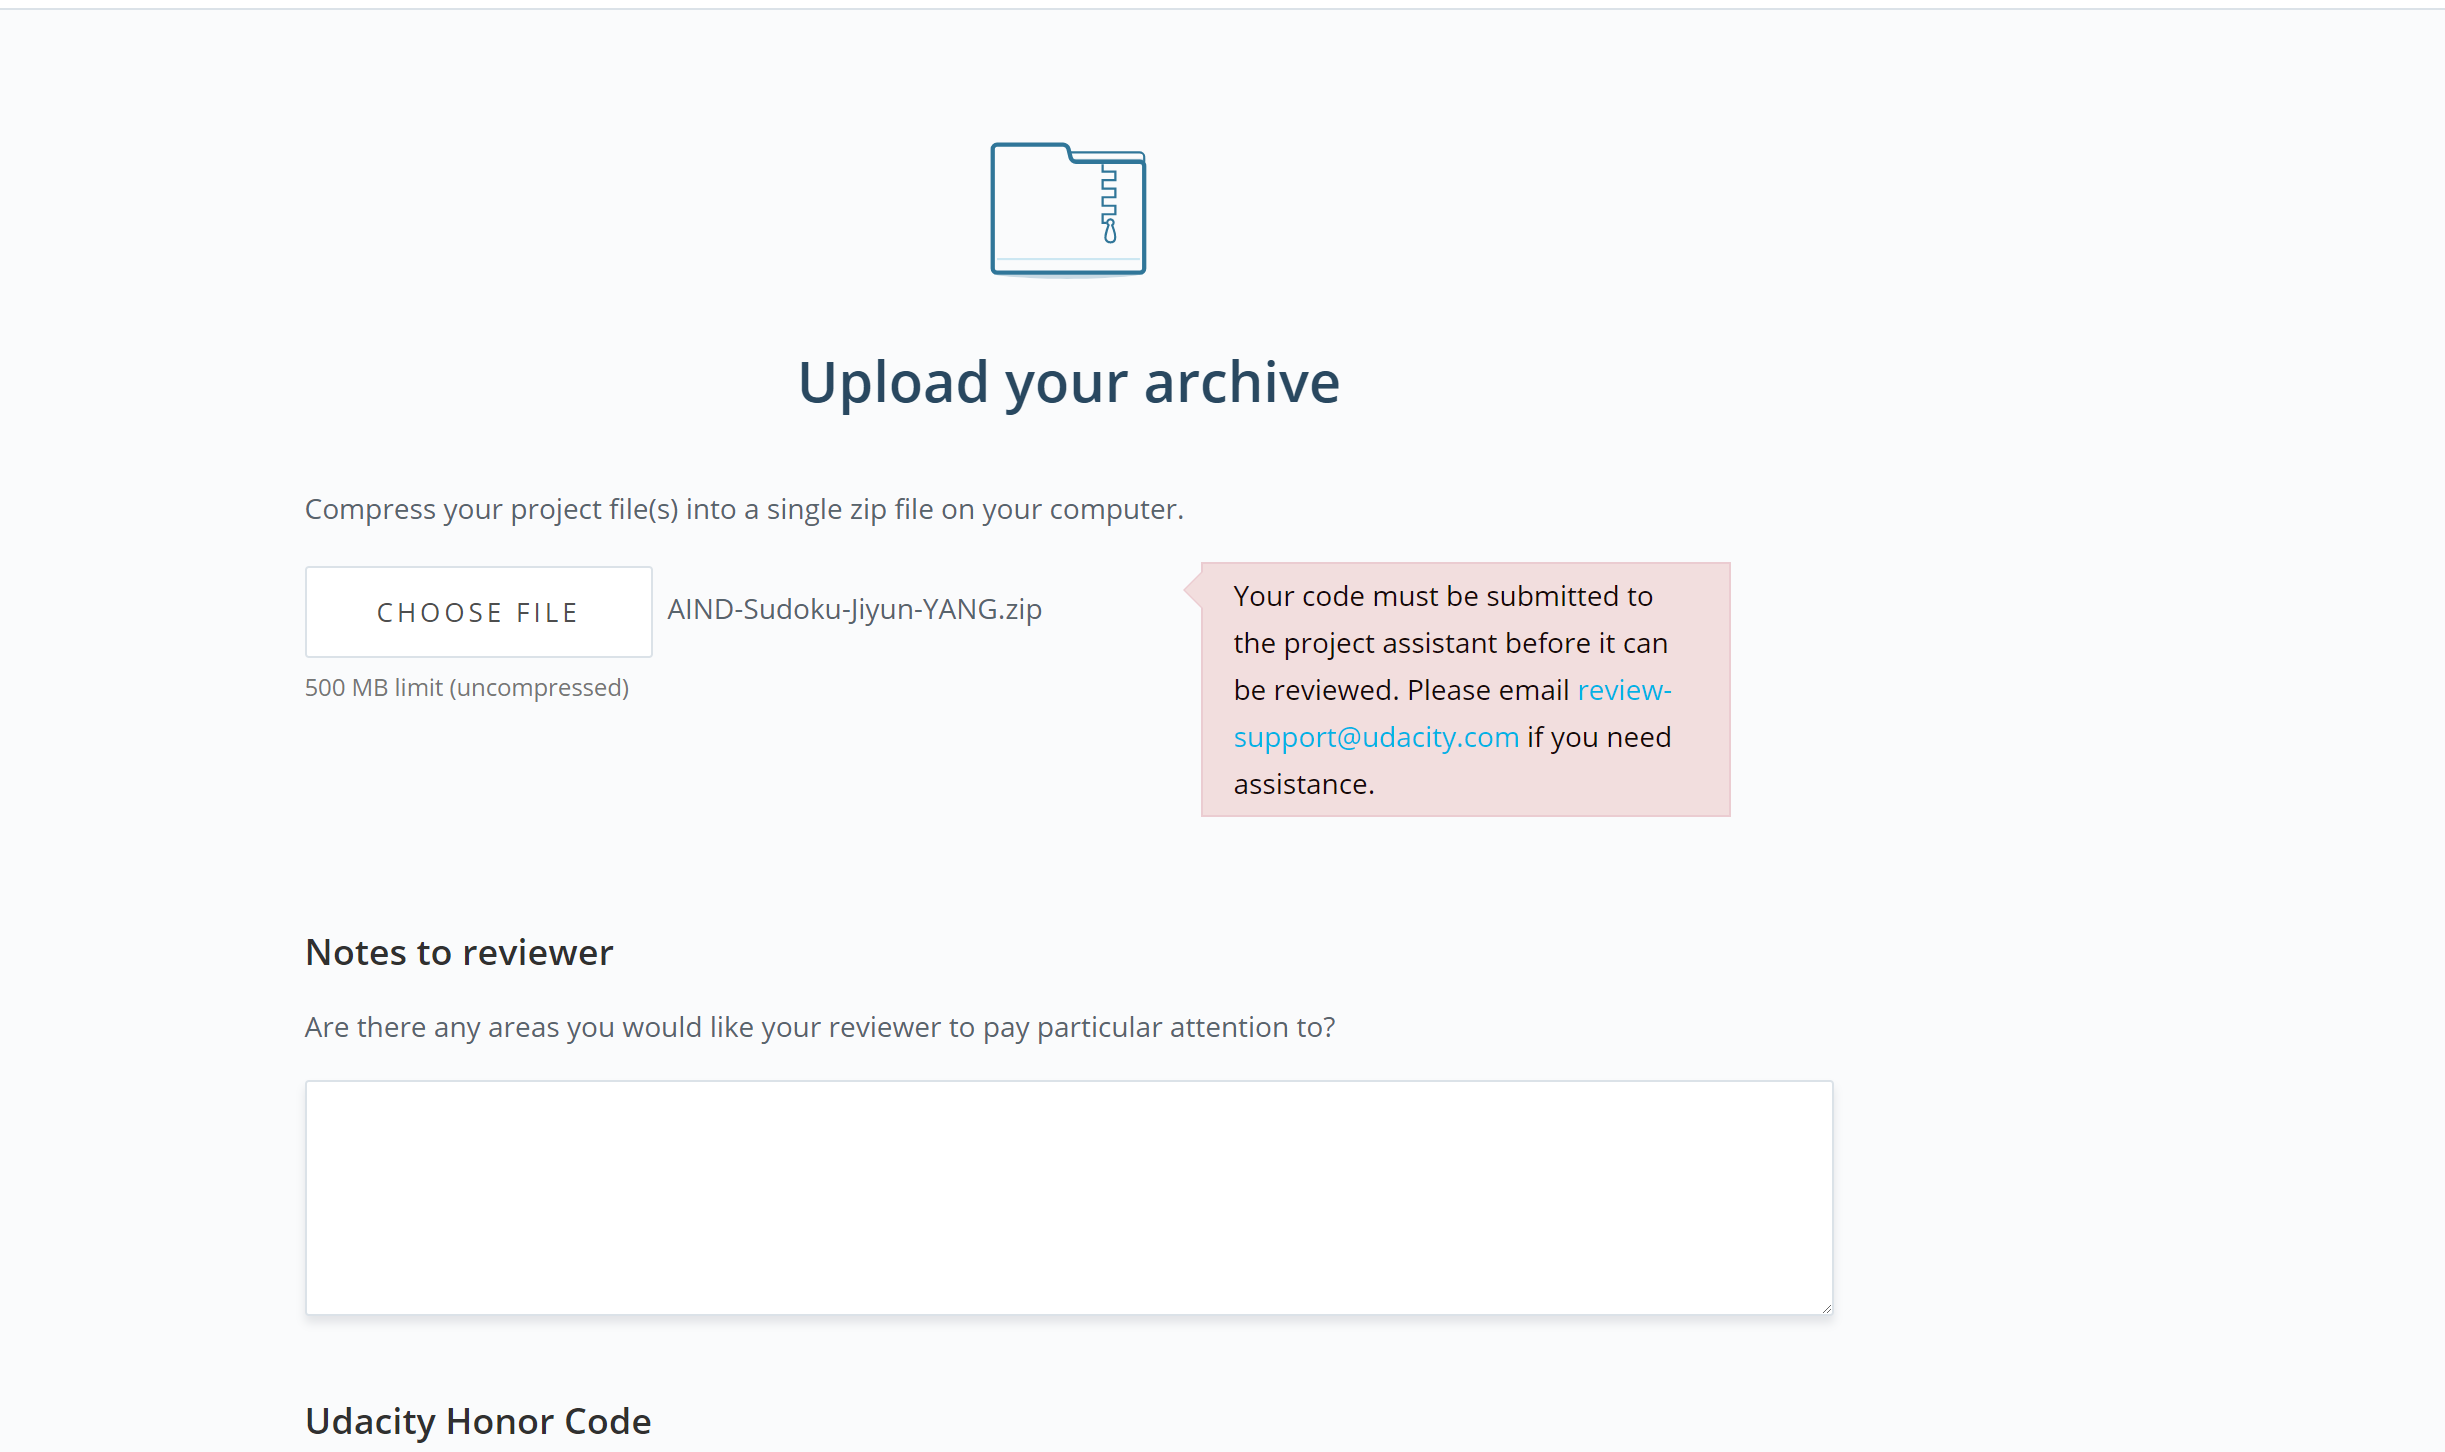 Upload your archive
Compress your project file(s) into a single zip file on your computer.
CHOOSE FILE
AIND-Sudoku-Jiyun-YANG.zip
500 MB limit (uncompressed)
Your code must be submitted to
the project assistant before it can
be reviewed. Please email review-
support@udacity.com if you need
assistance.
Notes to reviewer
Are there any areas you would like your reviewer to pay particular attention to?
Udacity Honor Code